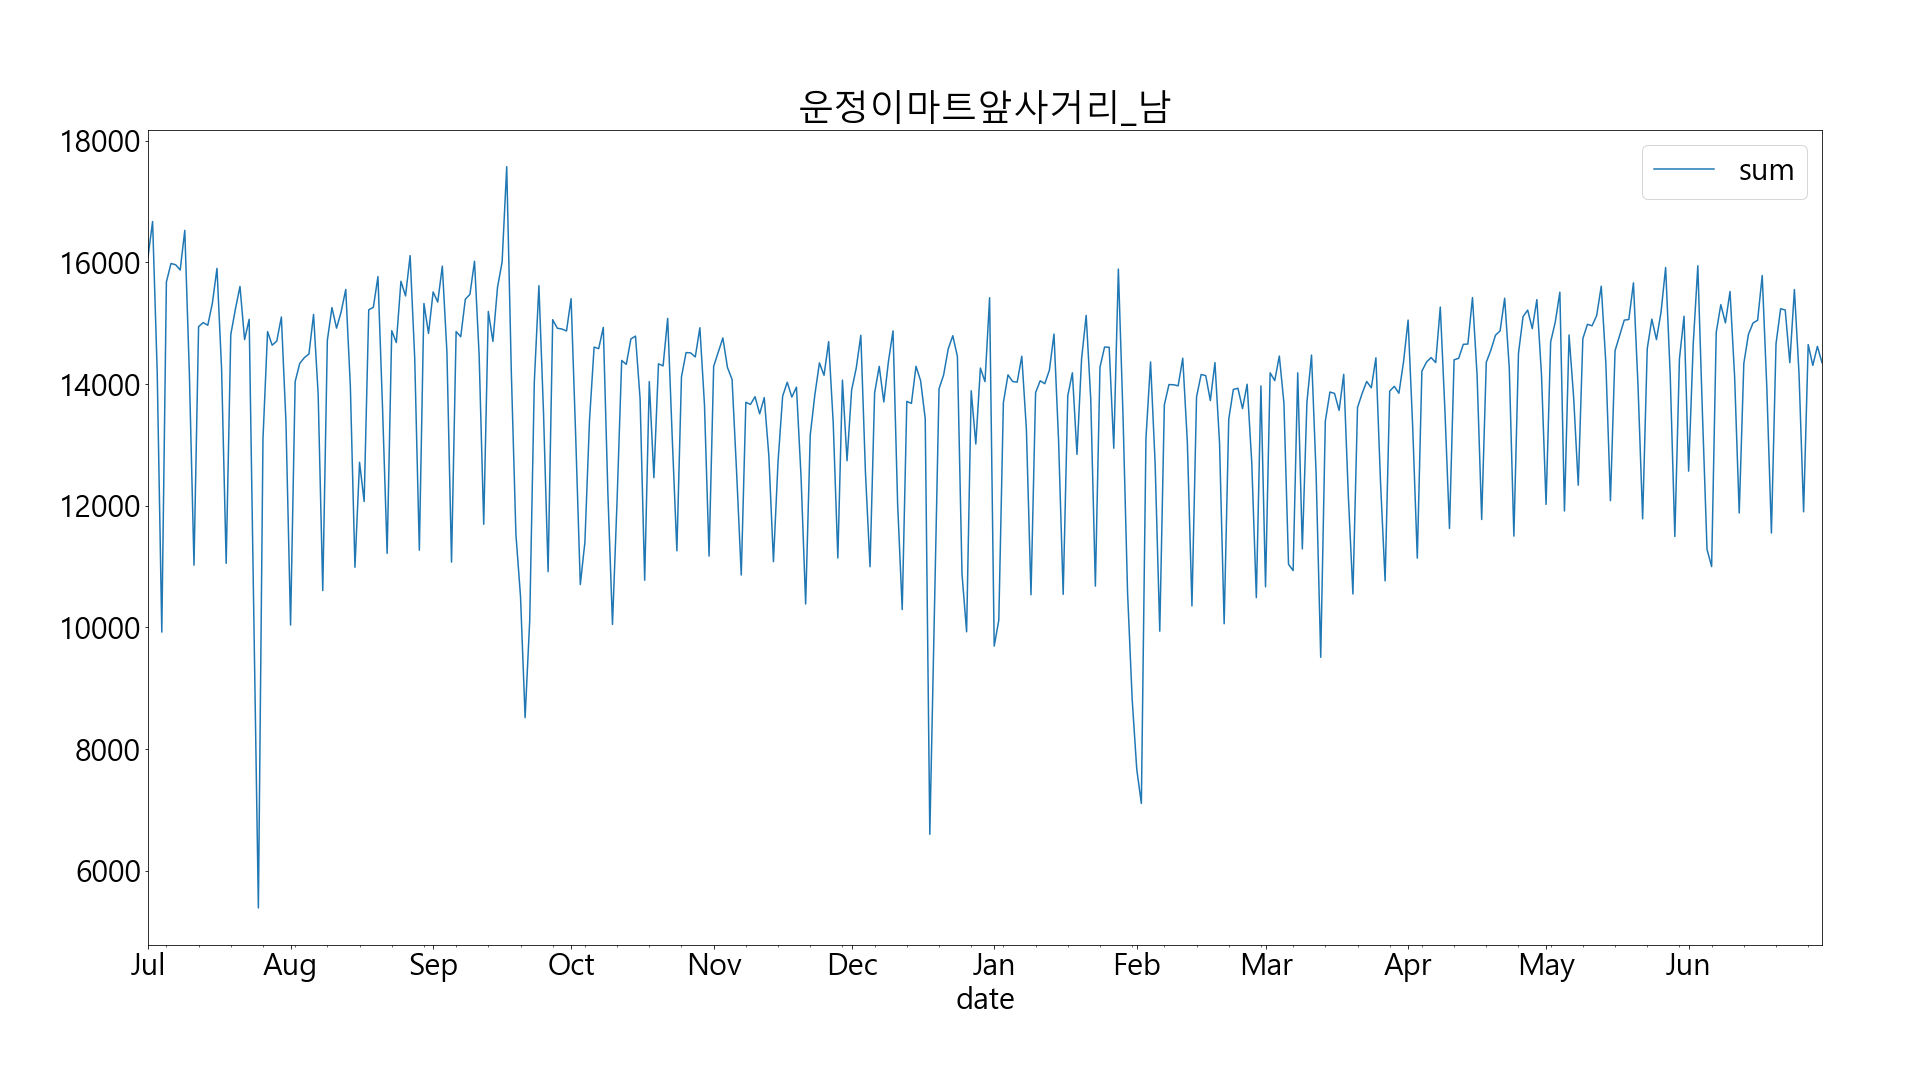 운정이마트앞사거리_남
sum
18000
16000
14000
12000
10000
8000
6000
Jul Aug Sep Oct Nov Dec Jan Feb Mar Apr May Jun
date